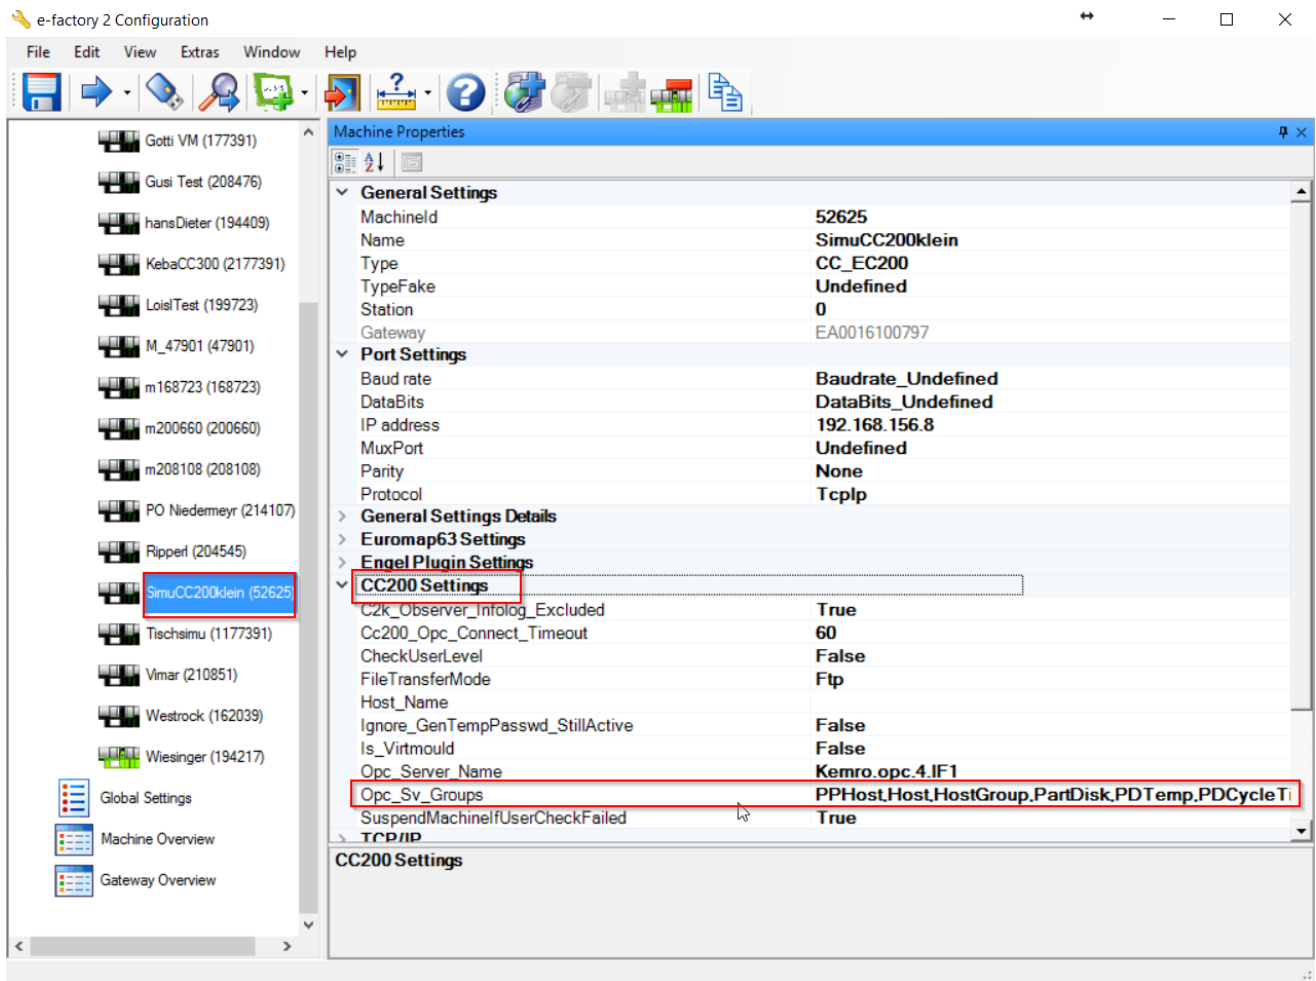 e-factory 2 Configuration
File Edit View Extras Window Help
Gotti VM (177391)
Gusi Test (208476)
hansDieter (194409)
KebaCC300 (2177391)
LoislTest (199723)
M_47901 (47901)
m168723 (168723)
m200660 (200660)
m208108 (208108)
PO Niedermeyr (214107)
Ripperl (204545)
SimuCC200klein (52625)
Tischsimu (1177391)
Vimar (210851)
Westrock (162039)
Wiesinger (194217)
Global Settings
Machine Overview
Gateway Overview
Machine Properties
General Settings
MachineId 52625
Name SimuCC200klein
Type CC_EC200
TypeFake Undefined
Station 0
Gateway EA0016100797
Port Settings
Baud rate Baudrate_Undefined
DataBits DataBits_Undefined
IP address 192.168.156.8
MuxPort Undefined
Parity None
Protocol TcpIp
General Settings Details
Euromap63 Settings
Engel Plugin Settings
CC200 Settings
C2k_Observer_Infolog_Excluded True
Cc200_Opc_Connect_Timeout 60
CheckUserLevel False
FileTransferMode Ftp
Host_Name
Ignore_GenTempPasswd_StillActive False
Is_Virtmould False
Opc_Server_Name Kemro.opc.4.IF1
Opc_Sv_Groups PPHost,Host,HostGroup,PartDisk,PDTemp,PDCycleTi
SuspendMachineIfUserCheckFailed True
TCP/IP
CC200 Settings